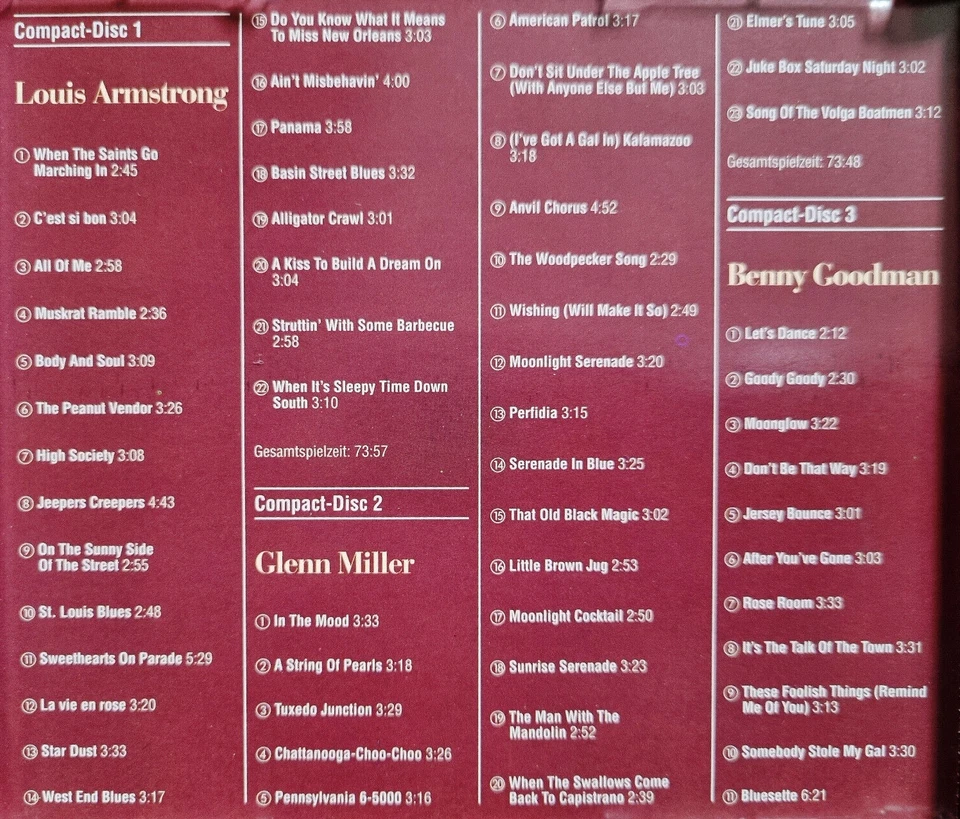 Compact-Disc 1
Louis Armstrong
① When The Saints Go
Marching In 2:45
② C'est si bon 3:04
③ All Of Me 2:58
④ Muskrat Ramble 2:36
⑤ Body And Soul 3:09
⑥ The Peanut Vendor 3:26
⑦ High Society 3:08
⑧ Jeepers Creepers 4:43
⑨ On The Sunny Side
Of The Street 2:55
⑩ St. Louis Blues 2:48
⑪ Sweethearts On Parade 5:29
⑫ La vie en rose 3:20
⑬ Star Dust 3:33
⑭ West End Blues 3:17
⑮ Do You Know What It Means
To Miss New Orleans 3:03
⑯ Ain't Misbehavin' 4:00
⑰ Panama 3:58
⑱ Basin Street Blues 3:32
⑲ Alligator Crawl 3:01
⑳ A Kiss To Build A Dream On
3:04
㉑ Struttin' With Some Barbecue
2:58
㉒ When It's Sleepy Time Down
South 3:10
Gesamtspielzeit: 73:57
Compact-Disc 2
Glenn Miller
① In The Mood 3:33
② A String Of Pearls 3:18
③ Tuxedo Junction 3:29
④ Chattanooga-Choo-Choo 3:26
⑤ Pennsylvania 6-5000 3:16
⑥ American Patrol 3:17
⑦ Don't Sit Under The Apple Tree
(With Anyone Else But Me) 3:03
⑧ (I've Got A Gal In) Kalamazoo
3:18
⑨ Anvil Chorus 4:52
⑩ The Woodpecker Song 2:29
⑪ Wishing (Will Make It So) 2:49
⑫ Moonlight Serenade 3:20
⑬ Perfidia 3:15
⑭ Serenade In Blue 3:25
⑮ That Old Black Magic 3:02
⑯ Little Brown Jug 2:53
⑰ Moonlight Cocktail 2:50
⑱ Sunrise Serenade 3:23
⑲ The Man With The
Mandolin 2:52
⑳ When The Swallows Come
Back To Capistrano 2:39
㉑ Elmer's Tune 3:05
㉒ Juke Box Saturday Night 3:02
㉓ Song Of The Volga Boatmen 3:12
Gesamtspielzeit: 73:48
Compact-Disc 3
Benny Goodman
① Let's Dance 2:12
② Goody Goody 2:30
③ Moonglow 3:22
④ Don't Be That Way 3:19
⑤ Jersey Bounce 3:01
⑥ After You've Gone 3:03
⑦ Rose Room 3:33
⑧ It's The Talk Of The Town 3:31
⑨ These Foolish Things (Remind
Me Of You) 3:13
⑩ Somebody Stole My Gal 3:30
⑪ Bluesette 6:21